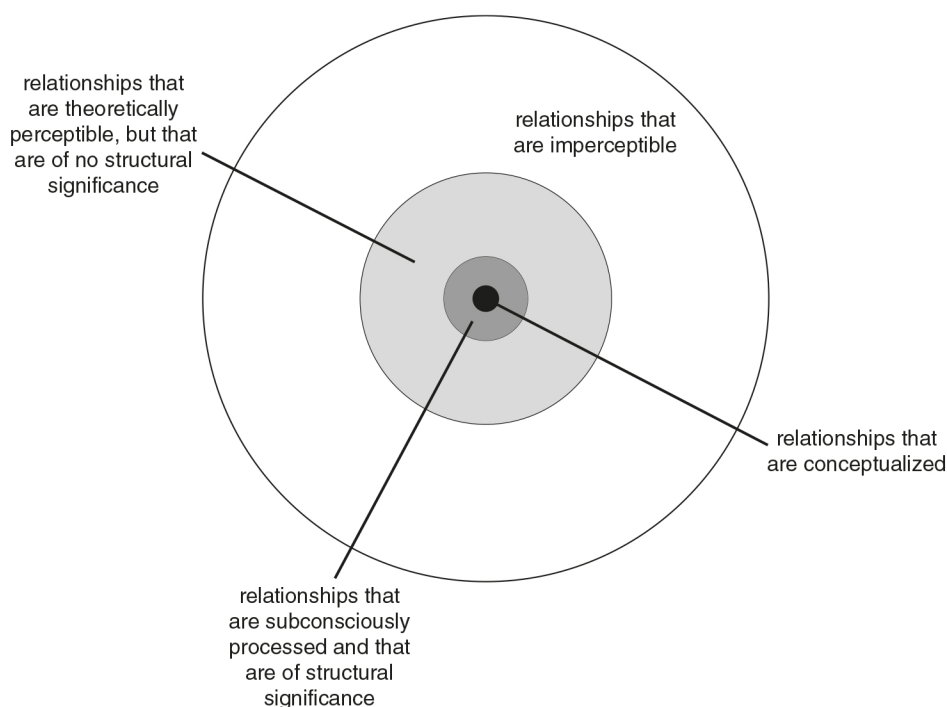 relationships that
are theoretically
perceptible, but that
are of no structural
significance
relationships that
are imperceptible
relationships that
are conceptualized
relationships that
are subconsciously
processed and that
are of structural
significance